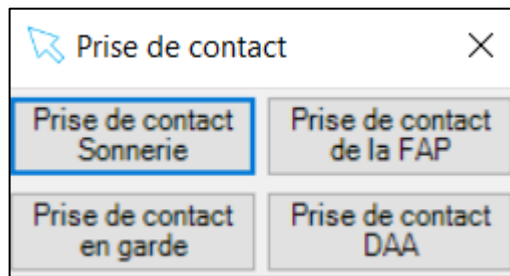 Prise de contact
Prise de contact
Sonnerie
Prise de contact
de la FAP
Prise de contact
en garde
Prise de contact
DAA